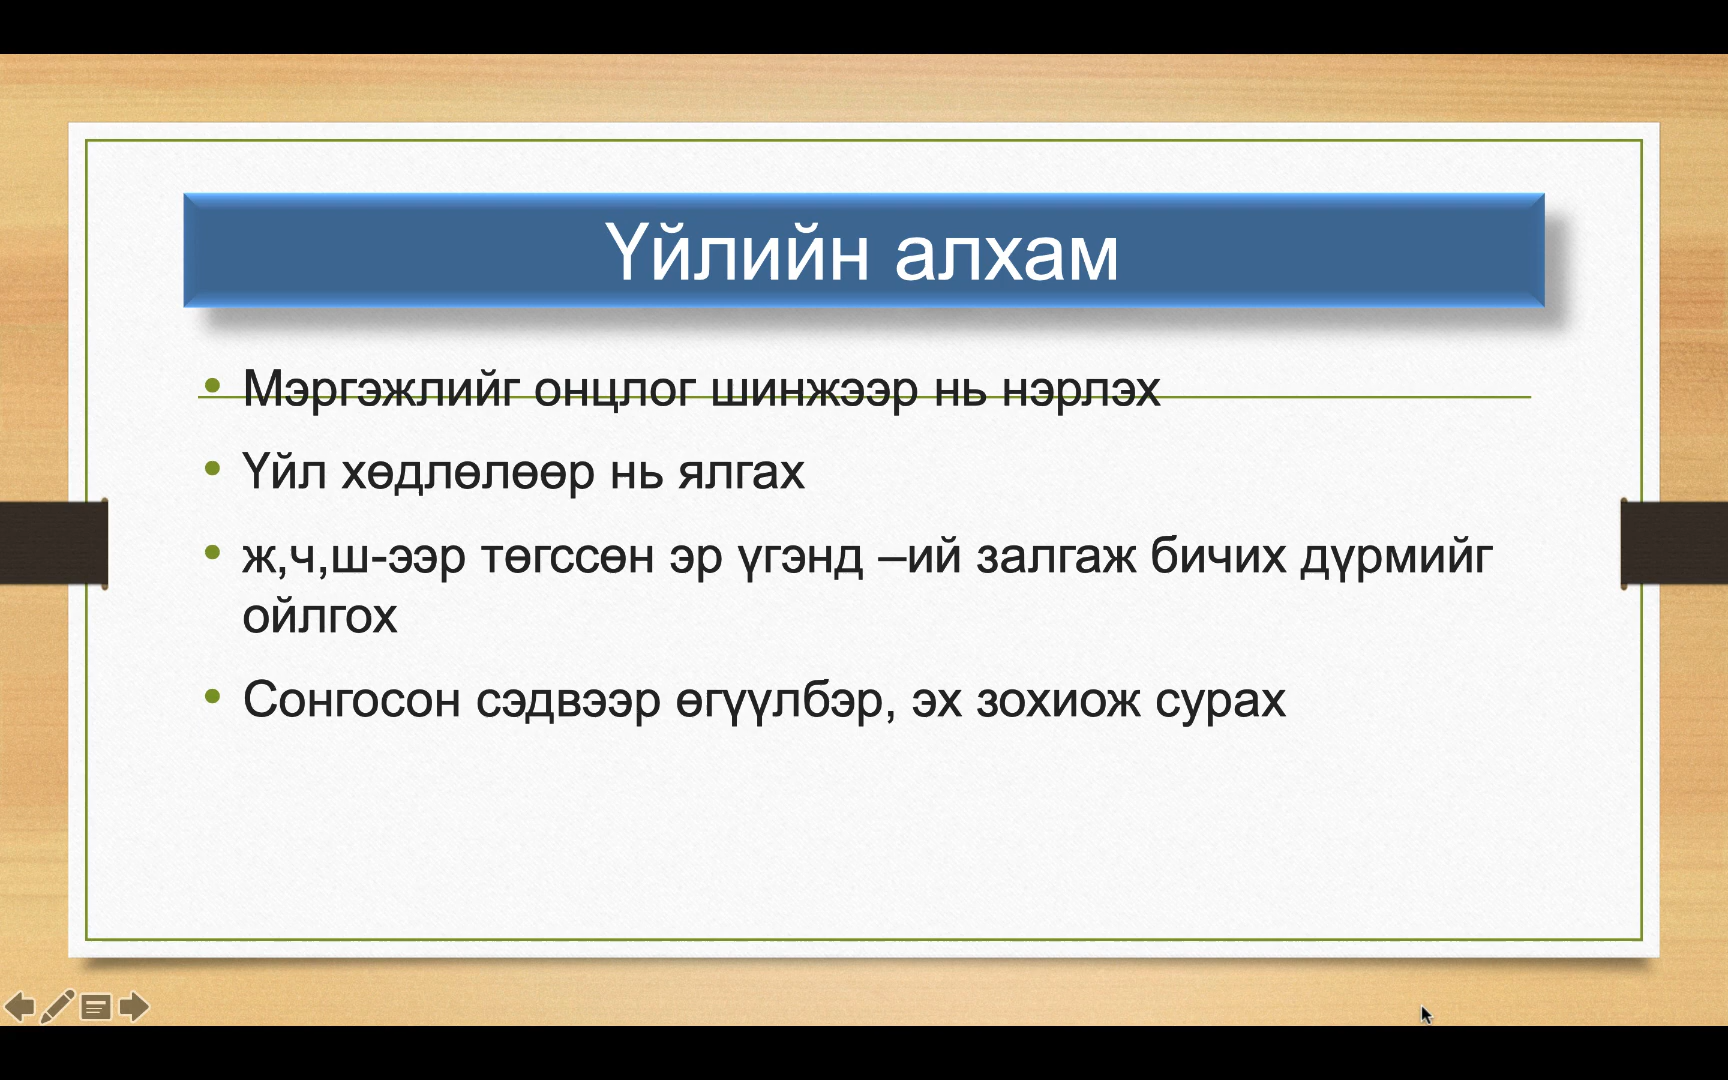 Үйлийн алхам
• Мэргэжлийг онцлог шинжээр нь нэрлэх
• Үйл хөдлөлөөр нь ялгах
• ж,ч,ш-ээр төгссөн эр үгэнд –ий залгаж бичих дүрмийг
ойлгох
• Сонгосон сэдвээр өгүүлбэр, эх зохиож сурах